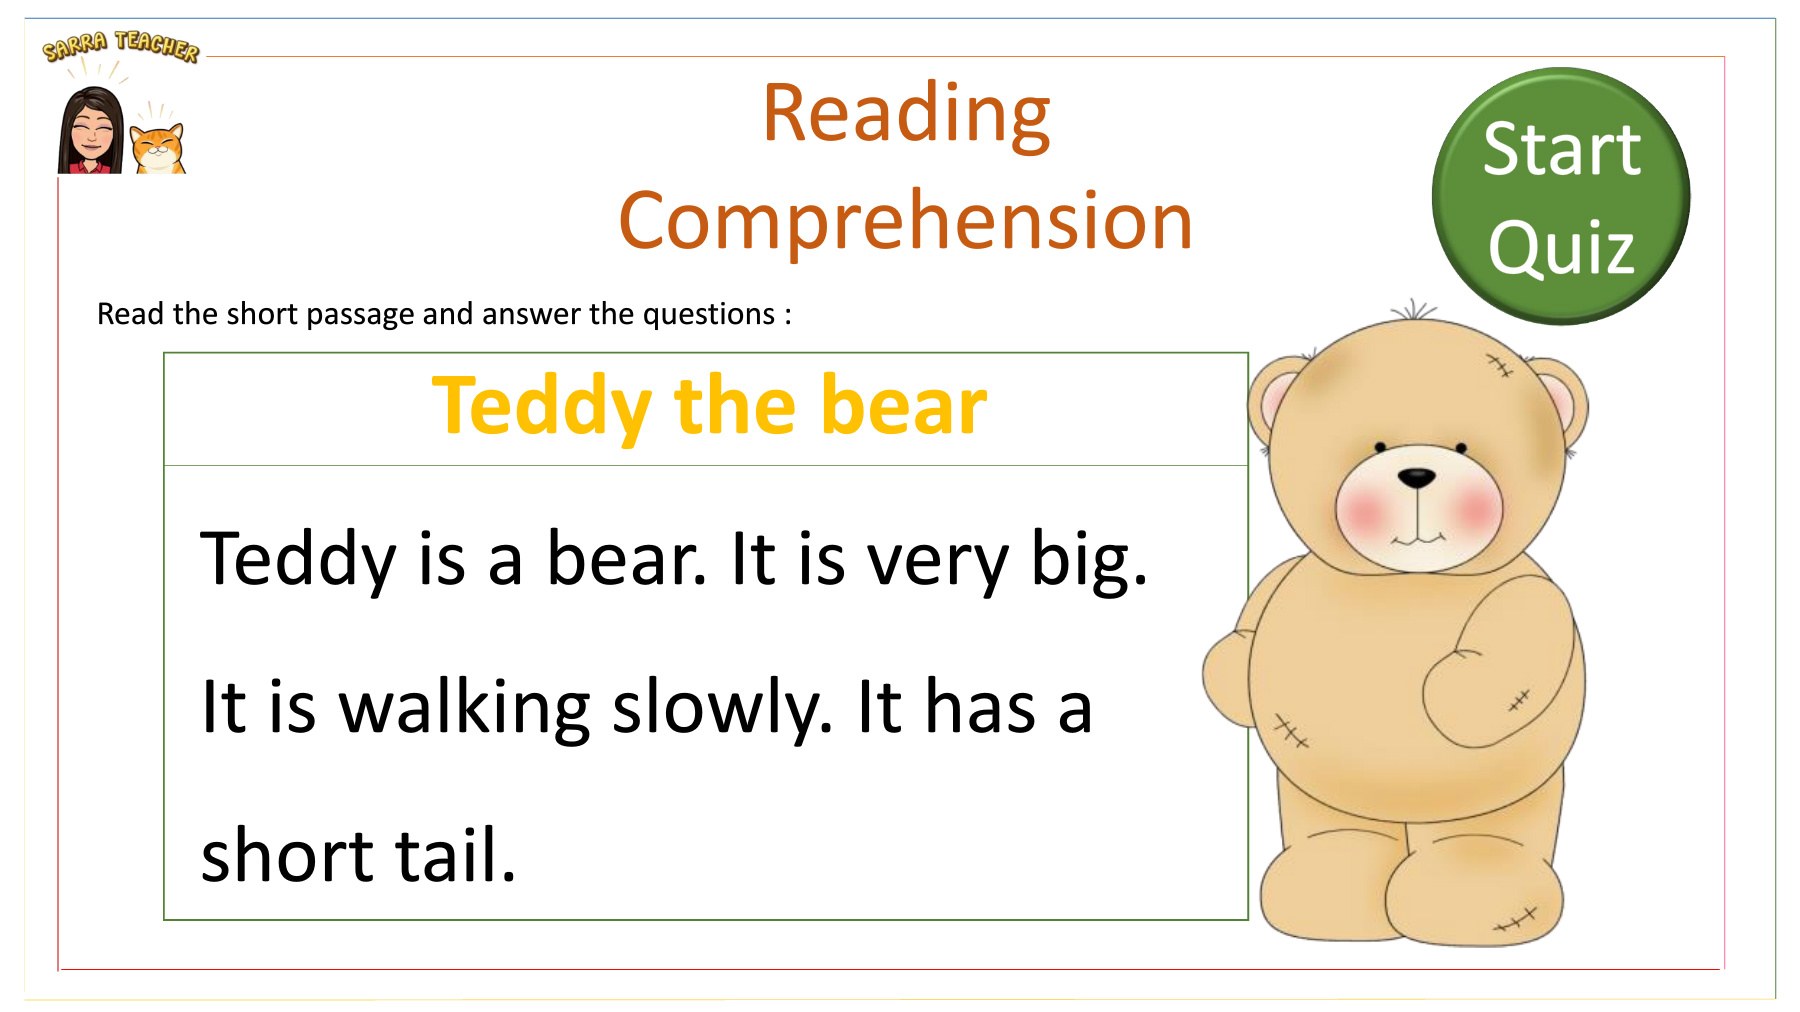 SARRA TEACHER
Reading
Comprehension
Start
Quiz
Read the short passage and answer the questions :
Teddy the bear
Teddy is a bear. It is very big.
It is walking slowly. It has a
short tail.